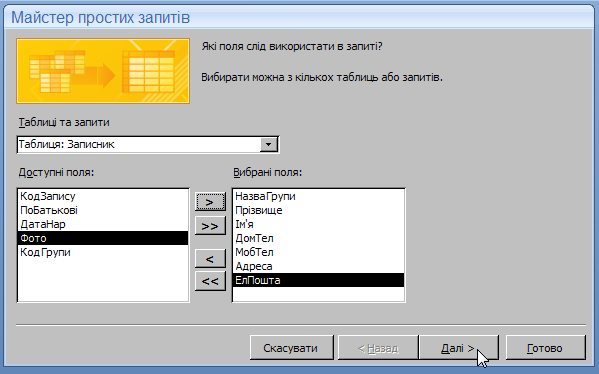 Майстер простих запитів
Які поля слід використати в запиті?
Вибирати можна з кількох таблиць або запитів.
Таблиці та запити
Таблиця: Записник
Доступні поля:
КодЗапису
ПоБатькові
ДатаНар
Фото
КодГрупи
>
>>
<
<<
Вибрані поля:
НазваГрупи
Прізвище
Ім'я
ДомТел
МобТел
Адреса
ЕлПошта
Скасувати
< Назад
Далі >
Готово